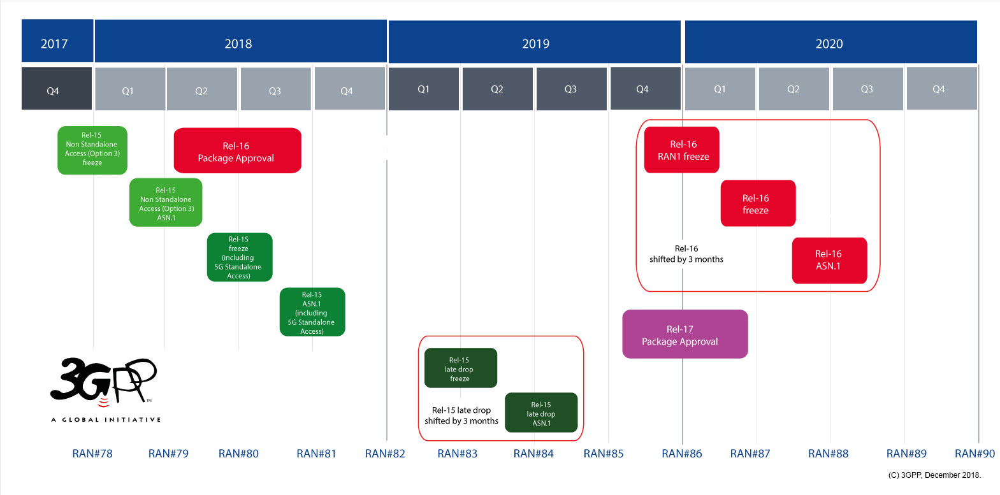 2017
2018
2019
2020
Q4
Q1
Q2
Q3
Q4
Q1
Q2
Q3
Q4
Q1
Q2
Q3
Q4
Rel-15
Non Standalone
Access (Option 3)
freeze
Rel-16
Package Approval
Rel-16
RAN1 freeze
Rel-15
Non Standalone
Access (Option 3)
ASN.1
Rel-16
freeze
Rel-15
freeze
(including
5G Standalone
Access)
Rel-16
shifted by 3 months
Rel-16
ASN.1
Rel-15
ASN.1
(including
5G Standalone
Access)
Rel-17
Package Approval
Rel-15
late drop
freeze
Rel-15 late drop
shifted by 3 months
Rel-15
late drop
ASN.1
3GPP™
A GLOBAL INITIATIVE
RAN#78
RAN#79
RAN#80
RAN#81
RAN#82
RAN#83
RAN#84
RAN#85
RAN#86
RAN#87
RAN#88
RAN#89
RAN#90
(C) 3GPP, December 2018.